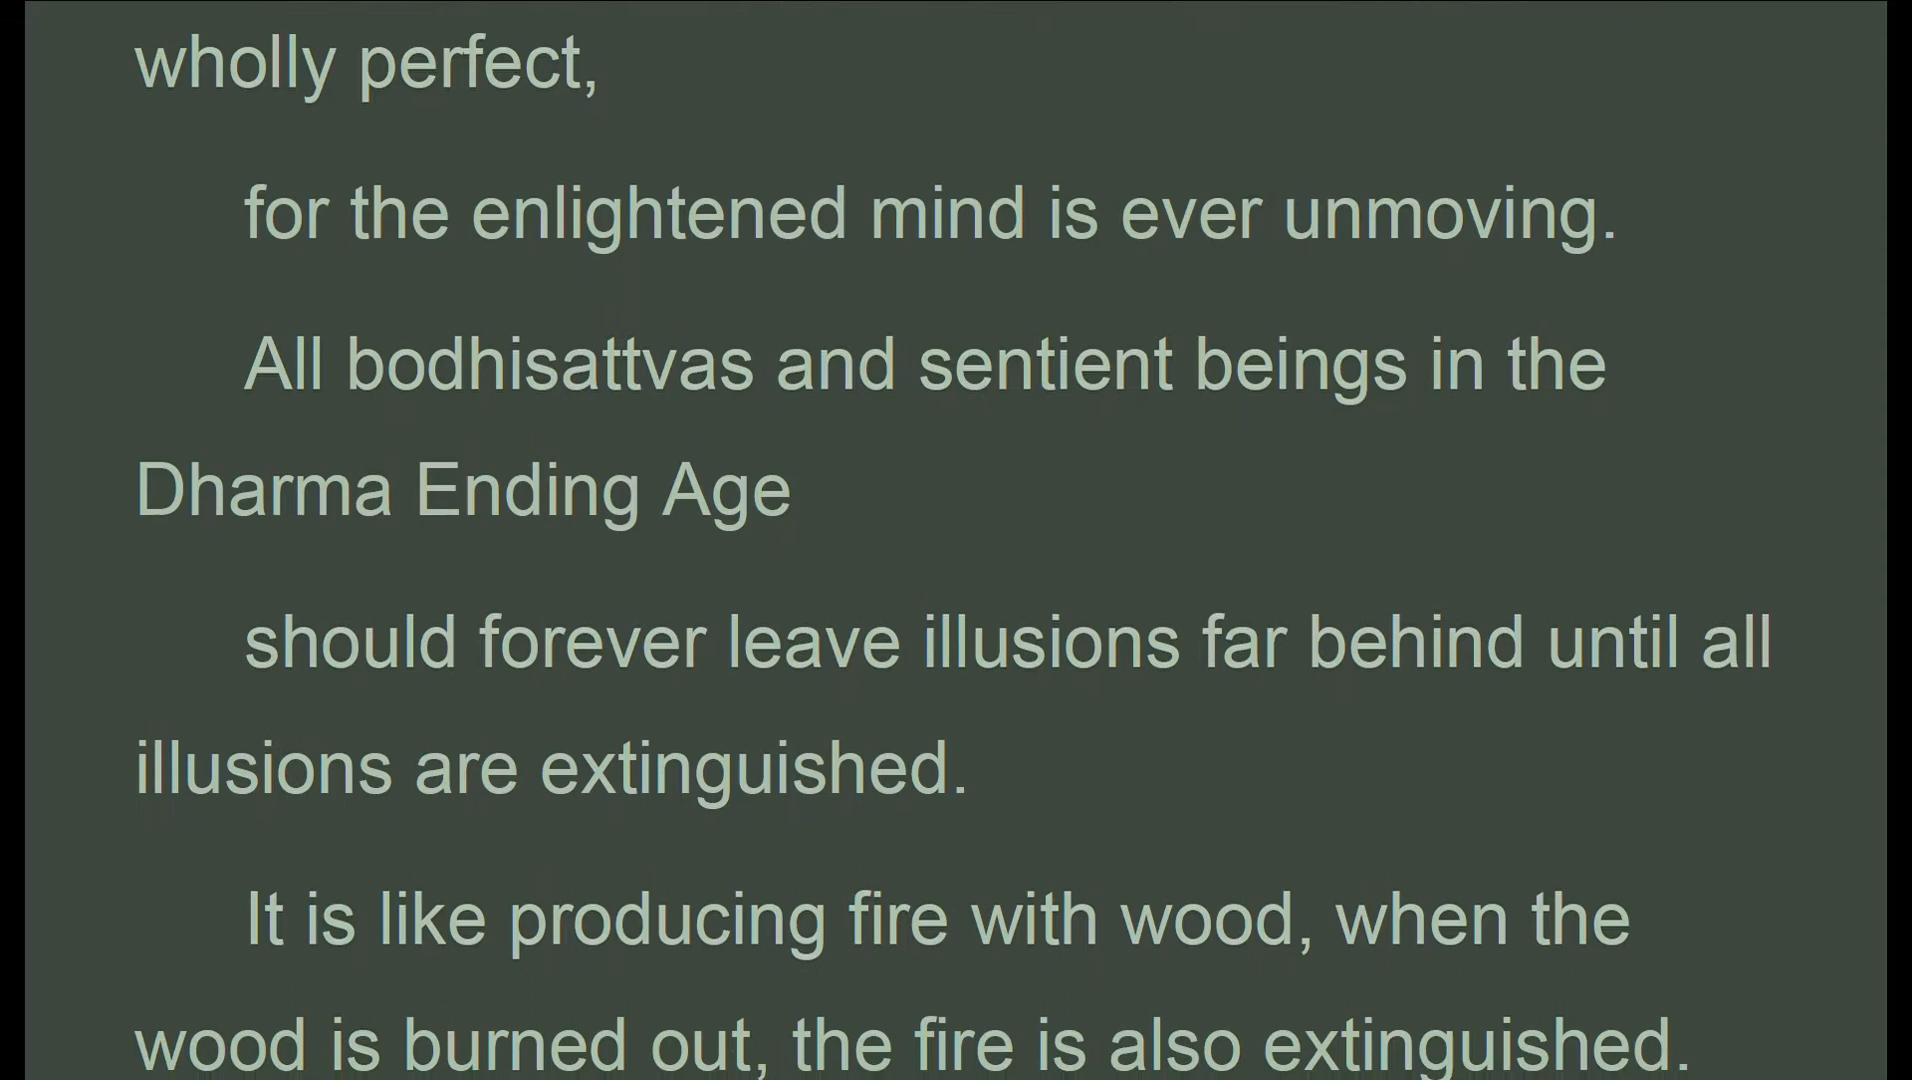 wholly perfect,
for the enlightened mind is ever unmoving.
All bodhisattvas and sentient beings in the
Dharma Ending Age
should forever leave illusions far behind until all
illusions are extinguished.
It is like producing fire with wood, when the
wood is burned out, the fire is also extinguished.